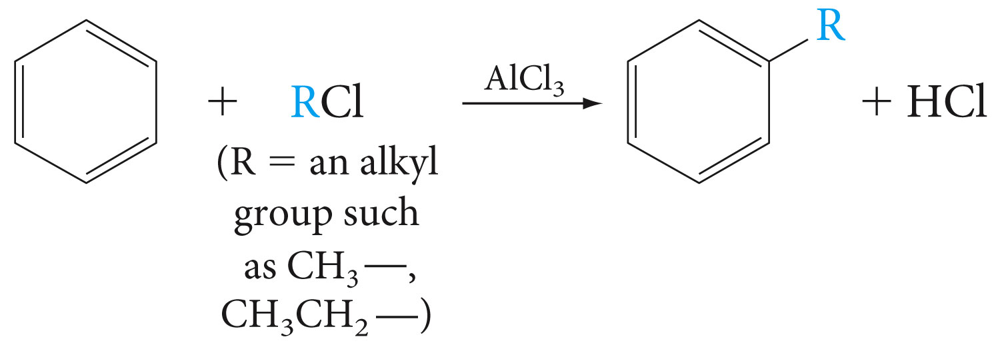 + RCl AlCl₃ R + HCl
(R = an alkyl
group such
as CH₃—,
CH₃CH₂—)